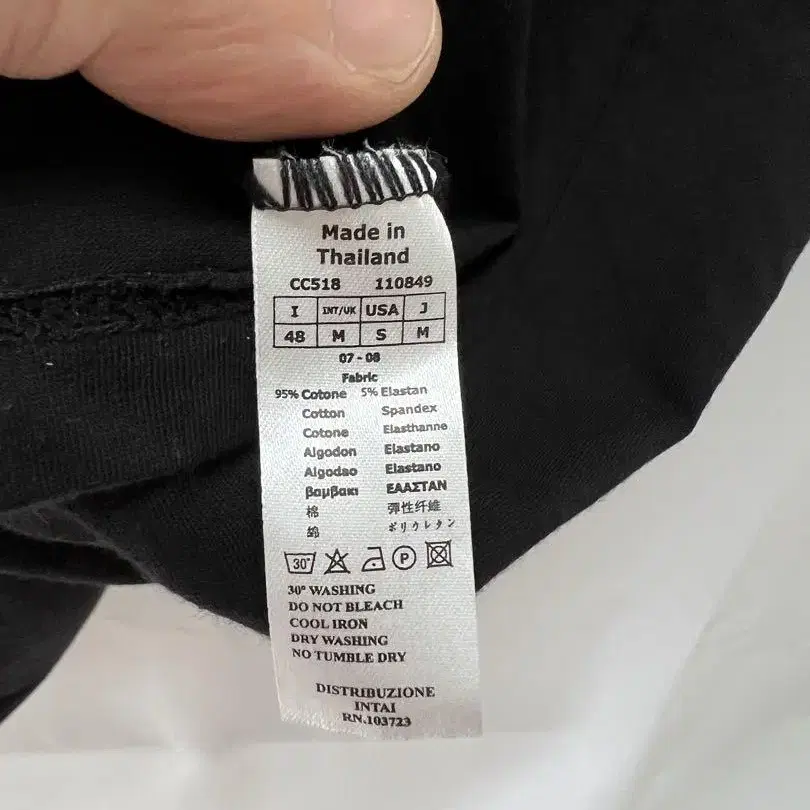 Made in
Thailand
CC518 110849
I INT/UK USA J
48 M S M
07 - 08
Fabric
95% Cotone 5% Elastan
Cotton Spandex
Cotone Elasthanne
Algodon Elastano
Algodao Elastano
βαμβακι ΕΛΑΣΤΑΝ
棉 弾性纤维
綿 ポリウレタン
30° P
30° WASHING
DO NOT BLEACH
COOL IRON
DRY WASHING
NO TUMBLE DRY
DISTRIBUZIONE
INTAI
RN.103723